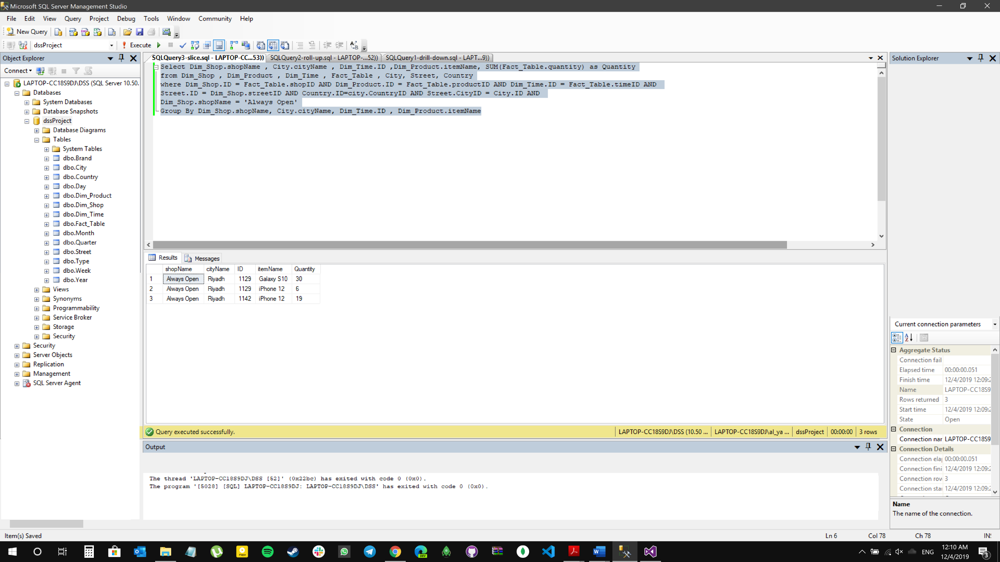 Microsoft SQL Server Management Studio
File Edit View Query Project Debug Tools Window Community Help
New Query
dssProject Execute
Object Explorer
Connect
LAPTOP-CC18S9DJ\DSS (SQL Server 10.50.
Databases
System Databases
Database Snapshots
dssProject
Database Diagrams
Tables
System Tables
dbo.Brand
dbo.City
dbo.Country
dbo.Day
dbo.Dim_Product
dbo.Dim_Shop
dbo.Dim_Time
dbo.Fact_Table
dbo.Month
dbo.Quarter
dbo.Street
dbo.Type
dbo.Week
dbo.Year
Views
Synonyms
Programmability
Service Broker
Storage
Security
Security
Server Objects
Replication
Management
SQL Server Agent
SQLQuery3-slice.sql - LAPTOP-CC...53)) SQLQuery2-roll-up.sql - LAPTOP-...52)) SQLQuery1-drill-down.sql - LAPT...9))
Select Dim_Shop.shopName , City.cityName , Dim_Time.ID ,Dim_Product.itemName, SUM(Fact_Table.quantity) as Quantity
from Dim_Shop , Dim_Product , Dim_Time , Fact_Table , City, Street, Country
where Dim_Shop.ID = Fact_Table.shopID AND Dim_Product.ID = Fact_Table.productID AND Dim_Time.ID = Fact_Table.timeID AND
Street.ID = Dim_Shop.streetID AND Country.ID=city.CountryID AND Street.CityID = City.ID AND
Dim_Shop.shopName = 'Always Open'
Group By Dim_Shop.shopName, City.cityName, Dim_Time.ID , Dim_Product.itemName
Results Messages
shopName cityName ID itemName Quantity
1 Always Open Riyadh 1129 Galaxy S10 30
2 Always Open Riyadh 1129 iPhone 12 6
3 Always Open Riyadh 1142 iPhone 12 19
Query executed successfully. LAPTOP-CC18S9DJ\DSS (10.50 ... LAPTOP-CC18S9DJ\al_ya ... dssProject 00:00:00 3 rows
Output
The thread 'LAPTOP-CC18S9DJ\DSS [52]' (0x22bc) has exited with code 0 (0x0).
The program '[5028] [SQL] LAPTOP-CC18S9DJ: LAPTOP-CC18S9DJ\DSS' has exited with code 0 (0x0).
Solution Explorer
Current connection parameters
Aggregate Status
Connection fail
Elapsed time 00:00:00.051
Finish time 12/4/2019 12:09:2
Name LAPTOP-CC18S9
Rows returned 3
Start time 12/4/2019 12:09:2
State Open
Connection
Connection nar LAPTOP-CC18S9
Connection Details
Connection elaj 00:00:00.051
Connection fini 12/4/2019 12:09:2
Connection row 3
Connection sta 12/4/2019 12:09:2
Name
The name of the connection.
Item(s) Saved Ln 6 Col 78 Ch 78 INS
Player DEV ENG 12:10 AM
12/4/2019
3